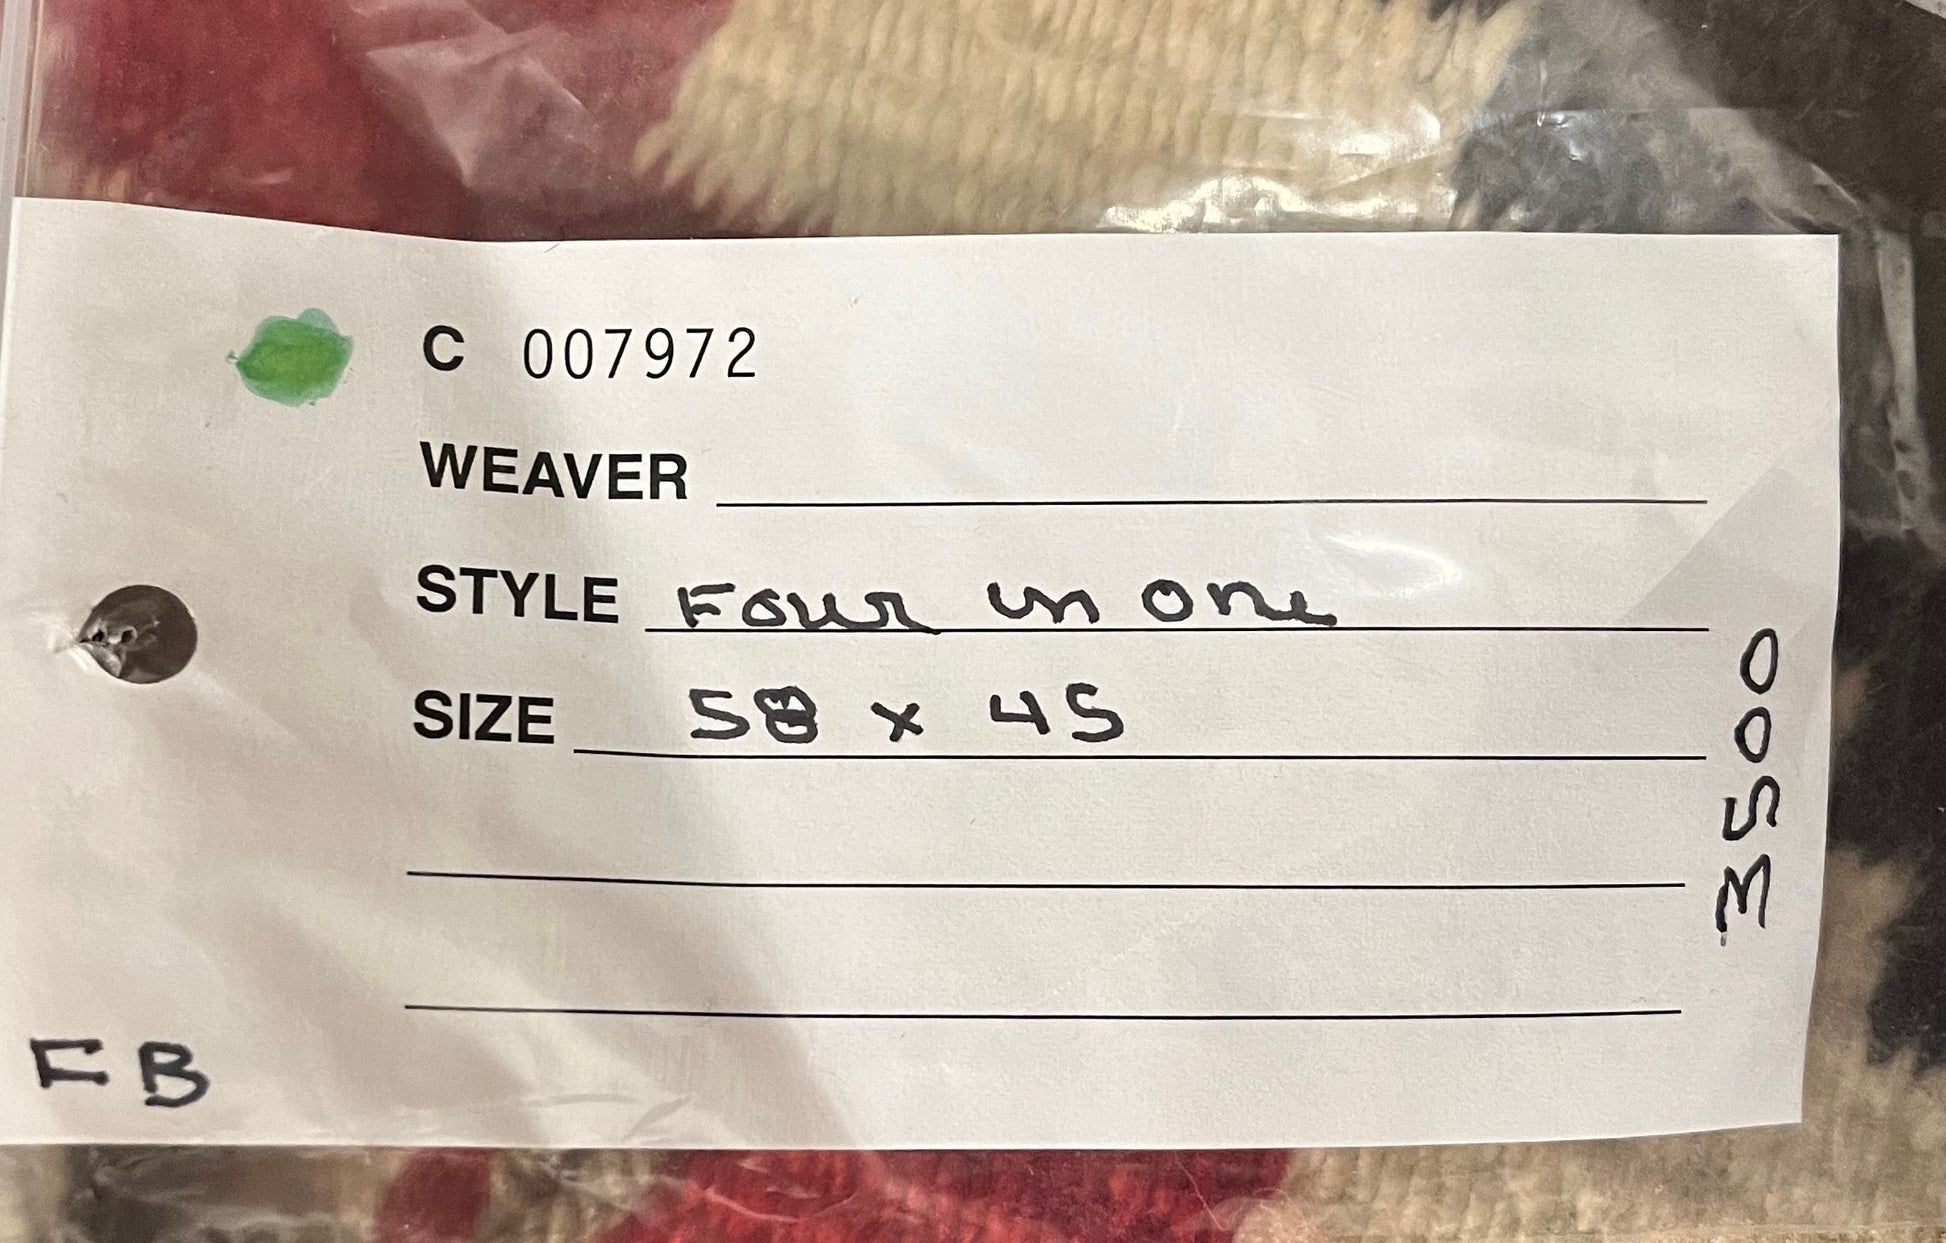 C 007972
WEAVER
STYLE Four in one
SIZE 58 x 45
3500
FB